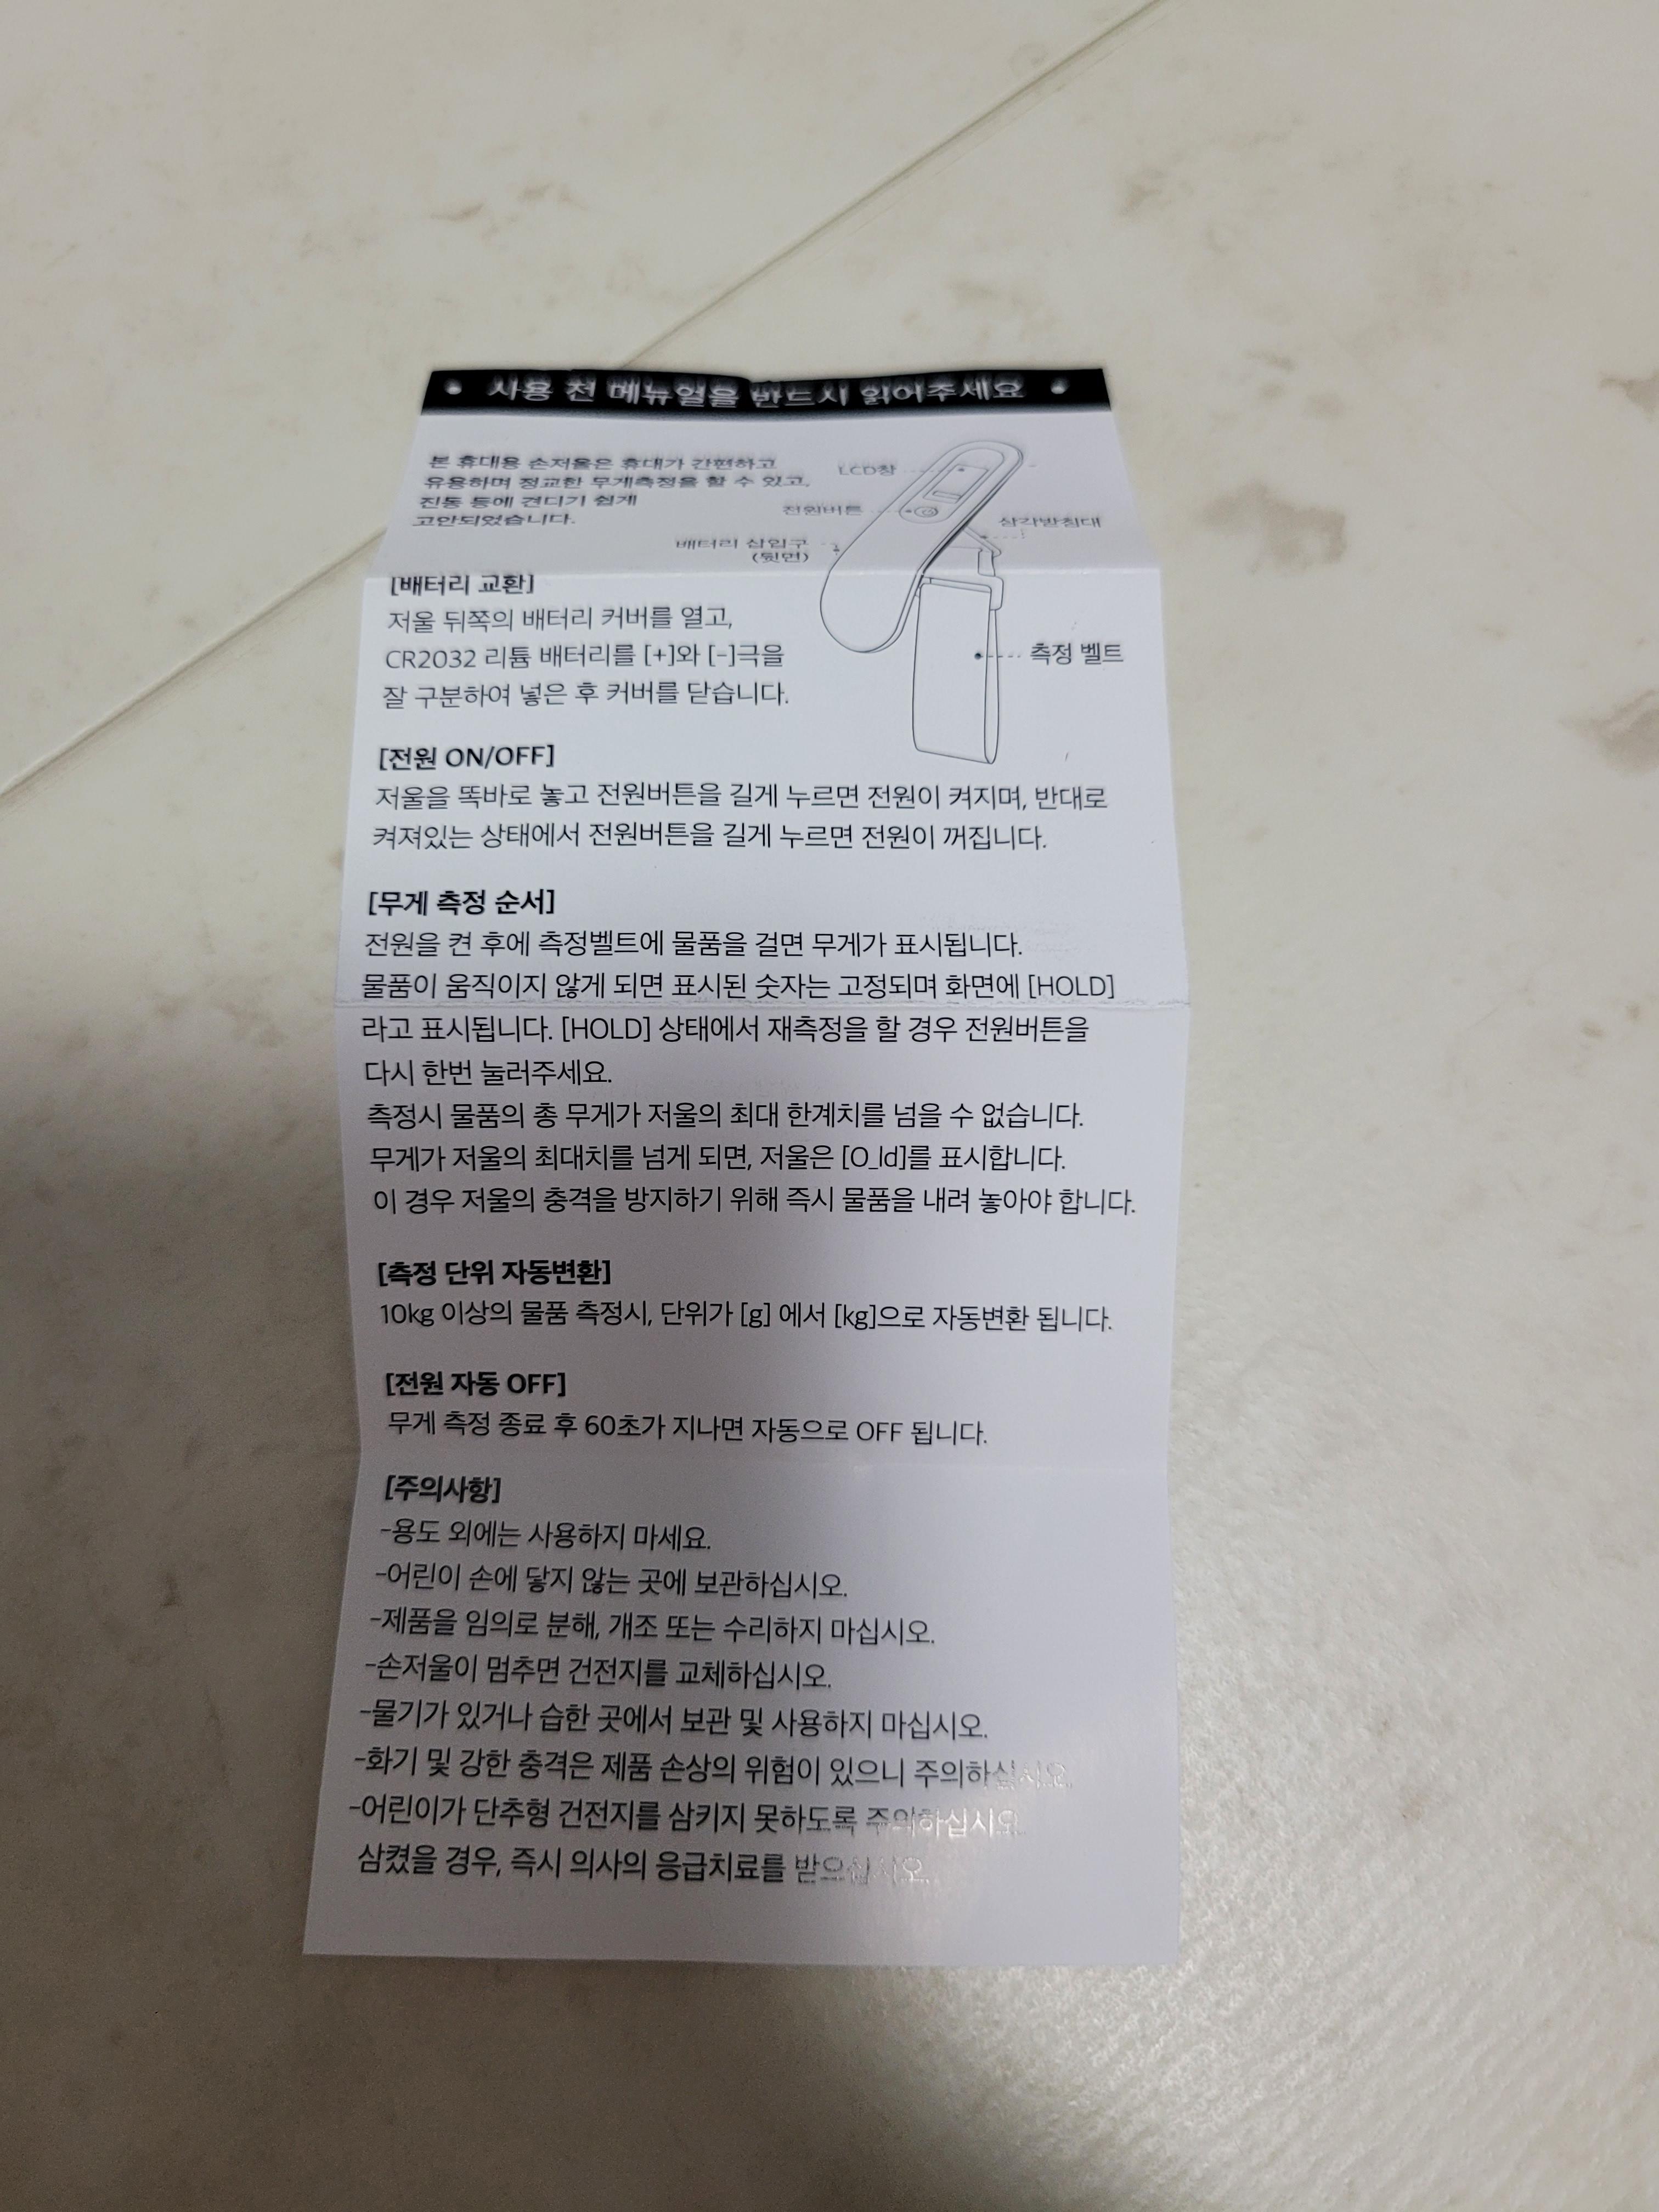 사용 전 메뉴얼을 반드시 읽어주세요
본 휴대용 손저울은 휴대가 간편하고
유용하며 정교한 무게측정을 할 수 있고,
진동 등에 견디기 쉽게
고안되었습니다.
LCD창
전원버튼
삼각받침대
배터리 삽입구
(뒷면)
측정 벨트
[배터리 교환]
저울 뒤쪽의 배터리 커버를 열고,
CR2032 리튬 배터리를 [+]와 [-]극을
잘 구분하여 넣은 후 커버를 닫습니다.
[전원 ON/OFF]
저울을 똑바로 놓고 전원버튼을 길게 누르면 전원이 켜지며, 반대로
켜져있는 상태에서 전원버튼을 길게 누르면 전원이 꺼집니다.
[무게 측정 순서]
전원을 켠 후에 측정벨트에 물품을 걸면 무게가 표시됩니다.
물품이 움직이지 않게 되면 표시된 숫자는 고정되며 화면에 [HOLD]
라고 표시됩니다. [HOLD] 상태에서 재측정을 할 경우 전원버튼을
다시 한번 눌러주세요.
측정시 물품의 총 무게가 저울의 최대 한계치를 넘을 수 없습니다.
무게가 저울의 최대치를 넘게 되면, 저울은 [O_ld]를 표시합니다.
이 경우 저울의 충격을 방지하기 위해 즉시 물품을 내려 놓아야 합니다.
[측정 단위 자동변환]
10kg 이상의 물품 측정시, 단위가 [g] 에서 [kg]으로 자동변환 됩니다.
[전원 자동 OFF]
무게 측정 종료 후 60초가 지나면 자동으로 OFF 됩니다.
[주의사항]
-용도 외에는 사용하지 마세요.
-어린이 손에 닿지 않는 곳에 보관하십시오.
-제품을 임의로 분해, 개조 또는 수리하지 마십시오.
-손저울이 멈추면 건전지를 교체하십시오.
-물기가 있거나 습한 곳에서 보관 및 사용하지 마십시오.
-화기 및 강한 충격은 제품 손상의 위험이 있으니 주의하십시오.
-어린이가 단추형 건전지를 삼키지 못하도록 주의하십시오.
삼켰을 경우, 즉시 의사의 응급치료를 받으십시오.